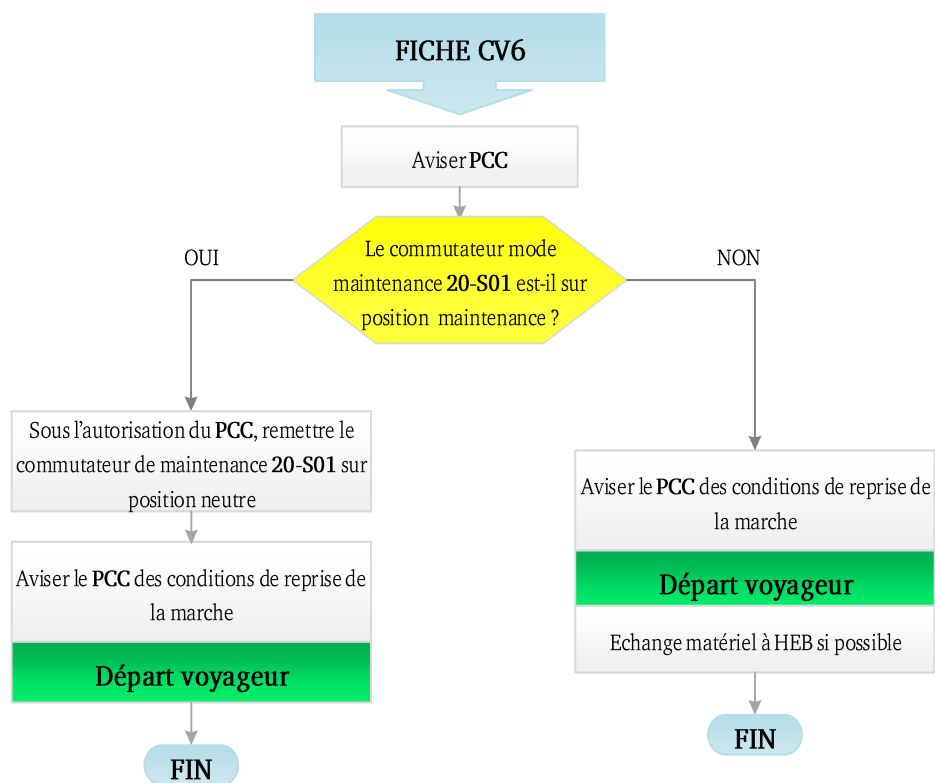 FICHE CV6
Aviser PCC
Le commutateur mode
maintenance 20-S01 est-il sur
position maintenance ?
OUI
NON
Sous l'autorisation du PCC, remettre le
commutateur de maintenance 20-S01 sur
position neutre
Aviser le PCC des conditions de reprise de
la marche
Départ voyageur
FIN
Aviser le PCC des conditions de reprise de
la marche
Départ voyageur
Echange matériel à HEB si possible
FIN